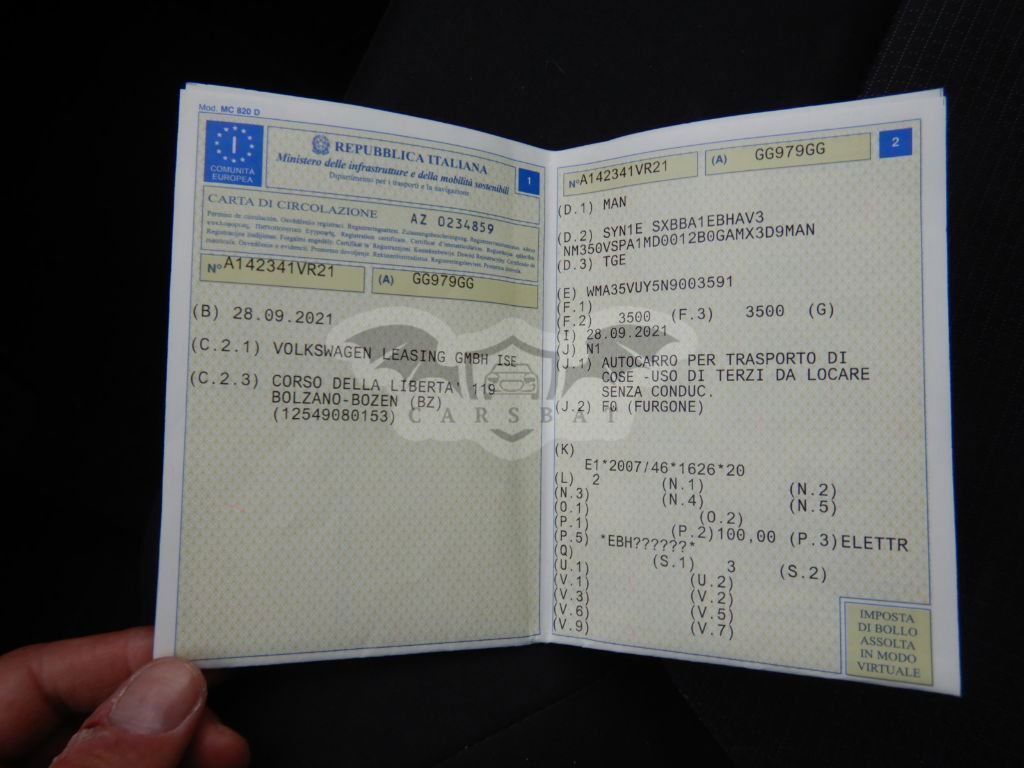 Mod. MC 820 D
I
COMUNITÀ
EUROPEA
REPUBBLICA ITALIANA
Ministero delle infrastrutture e della mobilità sostenibili
Dipartimento per i trasporti e la navigazione
1
CARTA DI CIRCOLAZIONE
AZ 0234859
N° A142341VR21
(A) GG979GG
(B) 28.09.2021
(C.2.1) VOLKSWAGEN LEASING GMBH ISE
(C.2.3) CORSO DELLA LIBERTA' 119
BOLZANO-BOZEN (BZ)
(12549080153)
N° A142341VR21
(A) GG979GG
2
(D.1) MAN
(D.2) SYN1E SXBBA1EBHAV3
NM350VSPA1MD0012B0GAMX3D9MAN
(D.3) TGE
(E) WMA35VUY5N9003591
(F.1)
(F.2) 3500 (F.3) 3500 (G)
(I) 28.09.2021
(J) N1
(J.1) AUTOCARRO PER TRASPORTO DI
COSE -USO DI TERZI DA LOCARE
SENZA CONDUC.
(J.2) F0 (FURGONE)
(K)
E1*2007/46*1626*20
(L) 2 (N.1) (N.2)
(N.3) (N.4) (N.5)
(O.1) (O.2)
(P.1) (P.2)100,00 (P.3)ELETTR
(P.5) *EBH??????*
(Q) (S.1) 3 (S.2)
(U.1) (U.2)
(V.1) (V.2)
(V.3) (V.5)
(V.6) (V.7)
(V.9)
IMPOSTA
DI BOLLO
ASSOLTA
IN MODO
VIRTUALE
CARSBAT